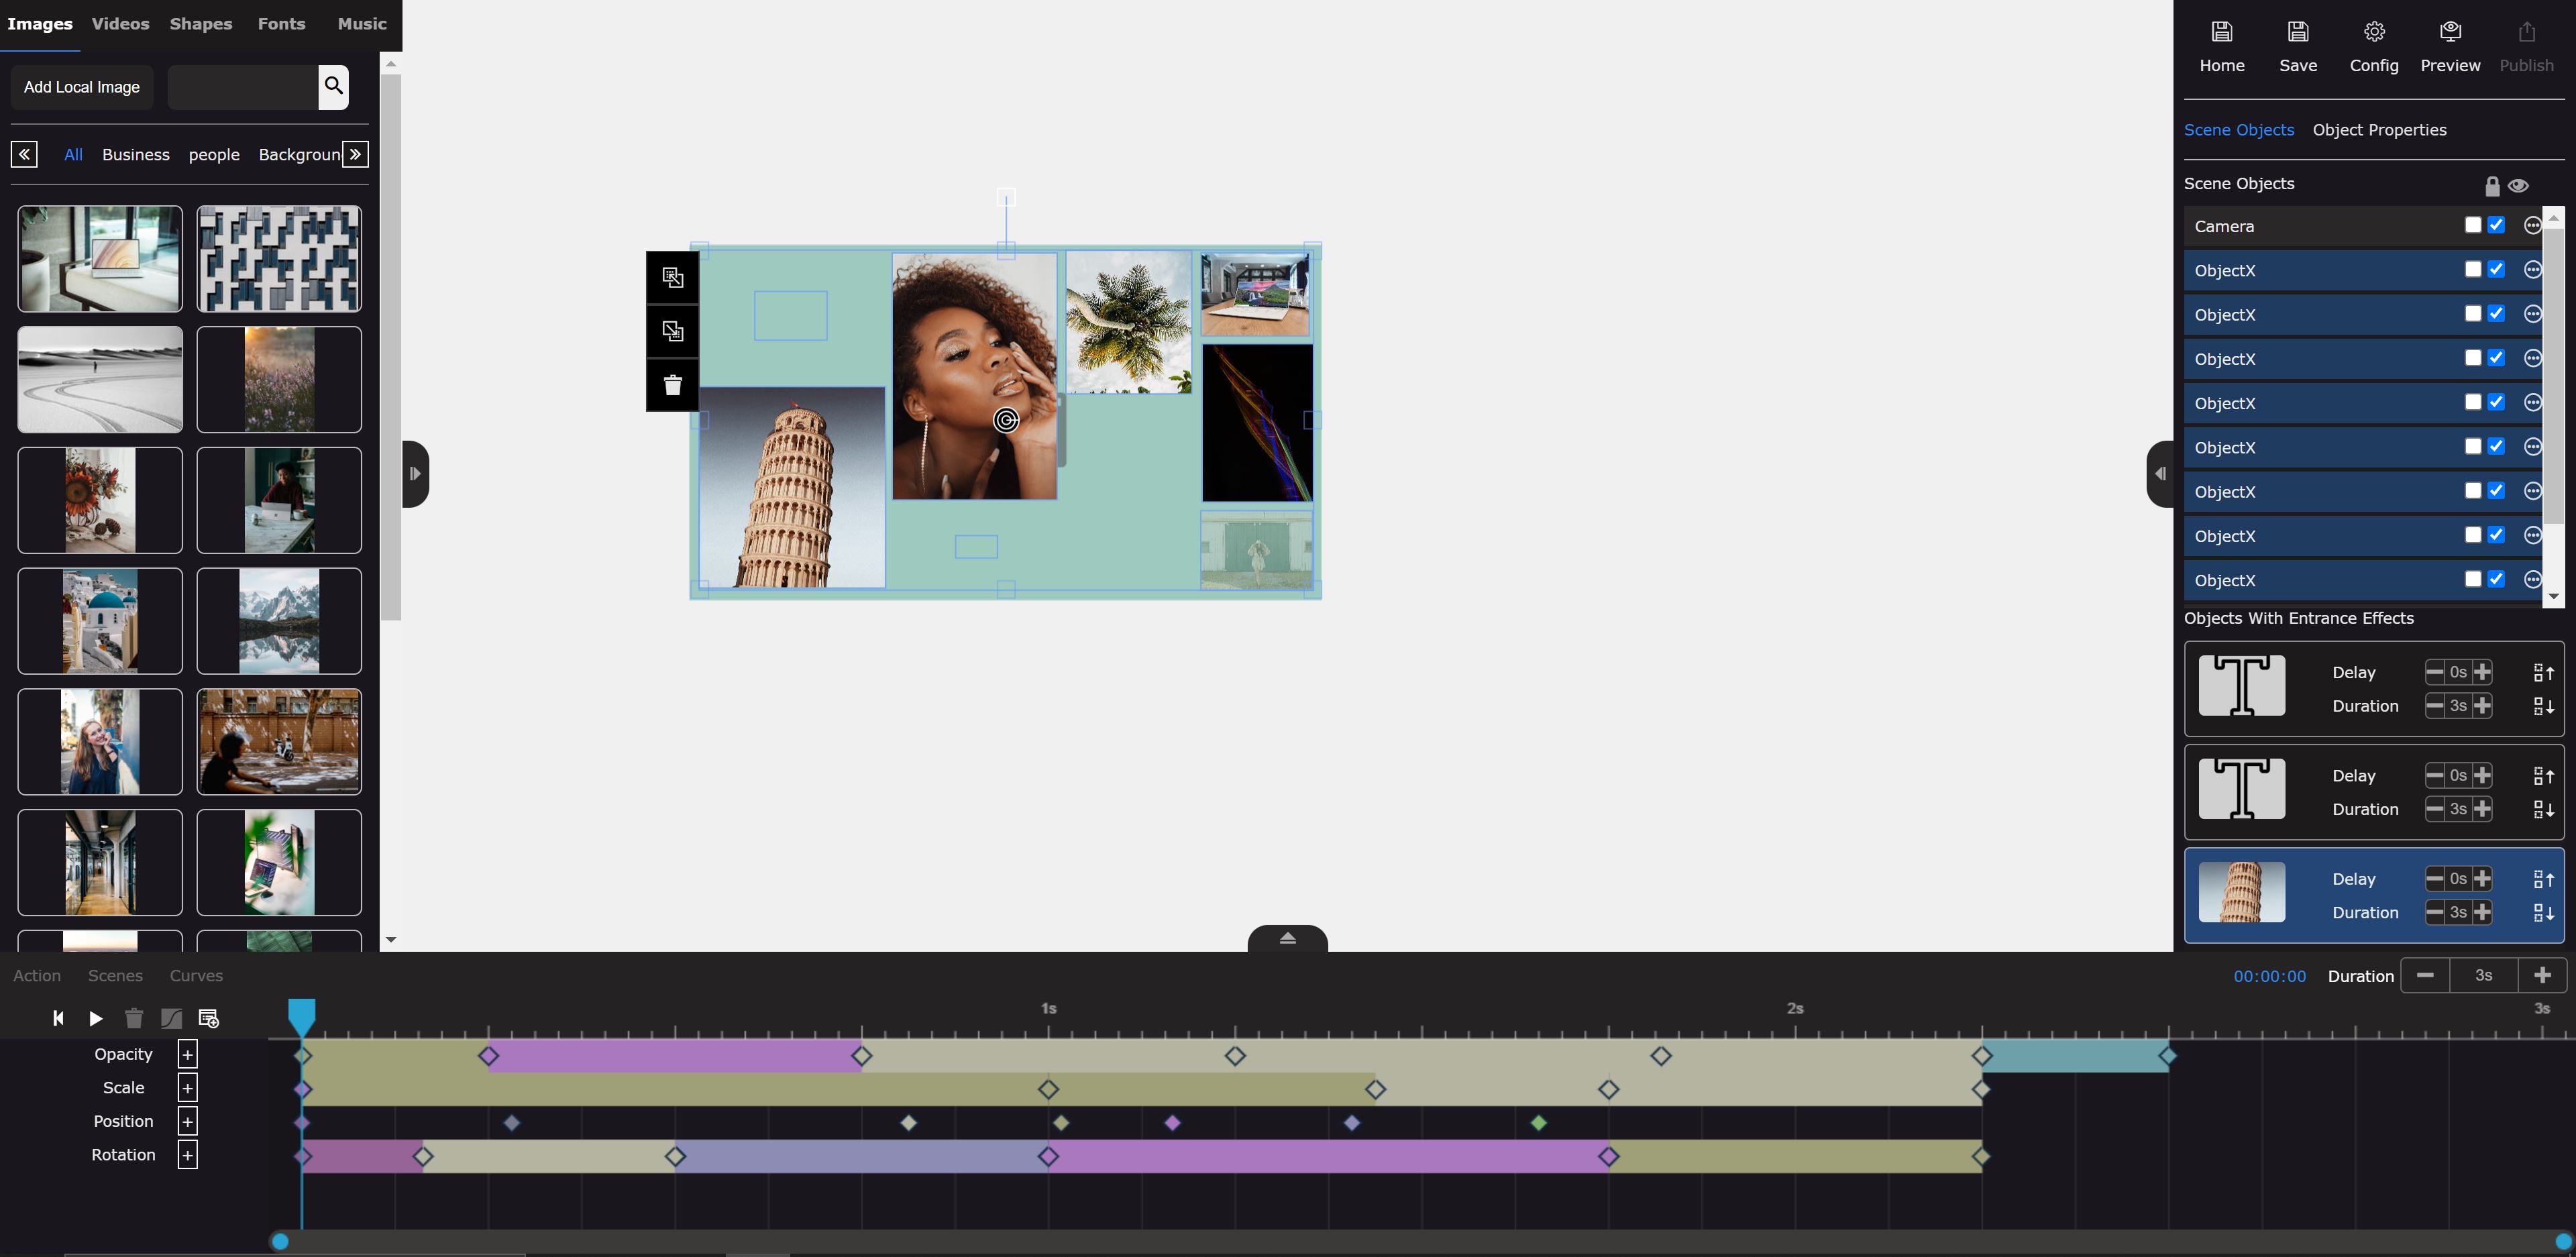 Images Videos Shapes Fonts Music
Add Local Image
All Business people Backgroun
Home Save Config Preview Publish
Scene Objects Object Properties
Scene Objects
Camera
ObjectX
ObjectX
ObjectX
ObjectX
ObjectX
ObjectX
ObjectX
ObjectX
Objects With Entrance Effects
Delay 0s
Duration 3s
Delay 0s
Duration 3s
Delay 0s
Duration 3s
Action Scenes Curves
00:00:00 Duration 3s
1s 2s 3s
Opacity
Scale
Position
Rotation